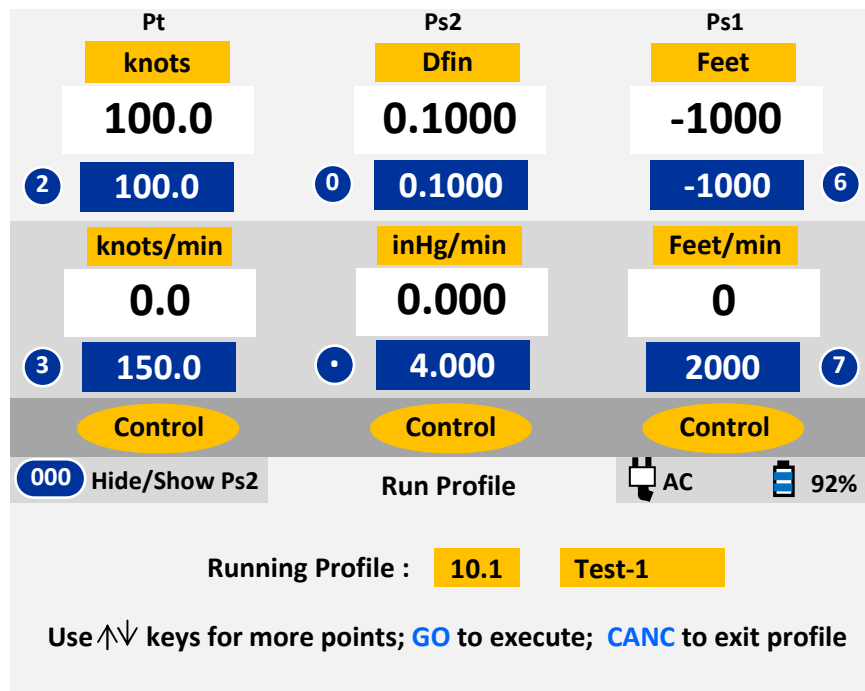 Pt Ps2 Ps1
knots Dfin Feet
100.0 0.1000 -1000
2 100.0 0 0.1000 -1000 6
knots/min inHg/min Feet/min
0.0 0.000 0
3 150.0 • 4.000 2000 7
Control Control Control
000 Hide/Show Ps2 Run Profile AC 92%
Running Profile : 10.1 Test-1
Use ↑↓ keys for more points; GO to execute; CANC to exit profile